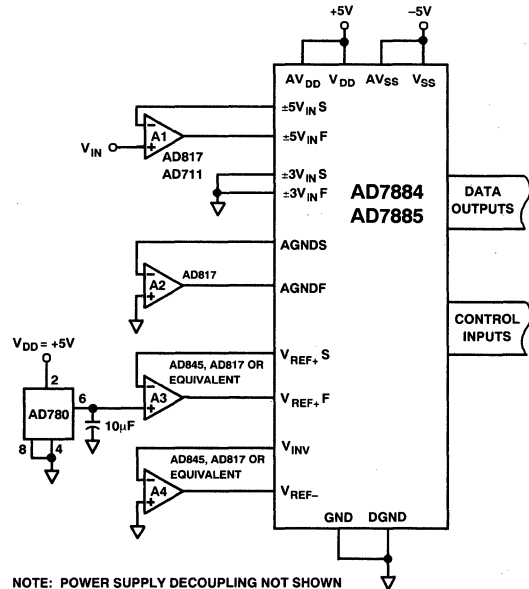 +5V
–5V
AVDD
VDD
AVSS
VSS
±5VINS
VIN
A1
±5VINF
AD817
AD711
±3VINS
±3VINF
AD7884
AD7885
DATA
OUTPUTS
AGNDS
A2
AD817
AGNDF
CONTROL
INPUTS
VDD = +5V
VREF+ S
AD845, AD817 OR
EQUIVALENT
2
6
A3
VREF+ F
AD780
10µF
8
4
VINV
AD845, AD817 OR
EQUIVALENT
A4
VREF–
GND
DGND
NOTE: POWER SUPPLY DECOUPLING NOT SHOWN